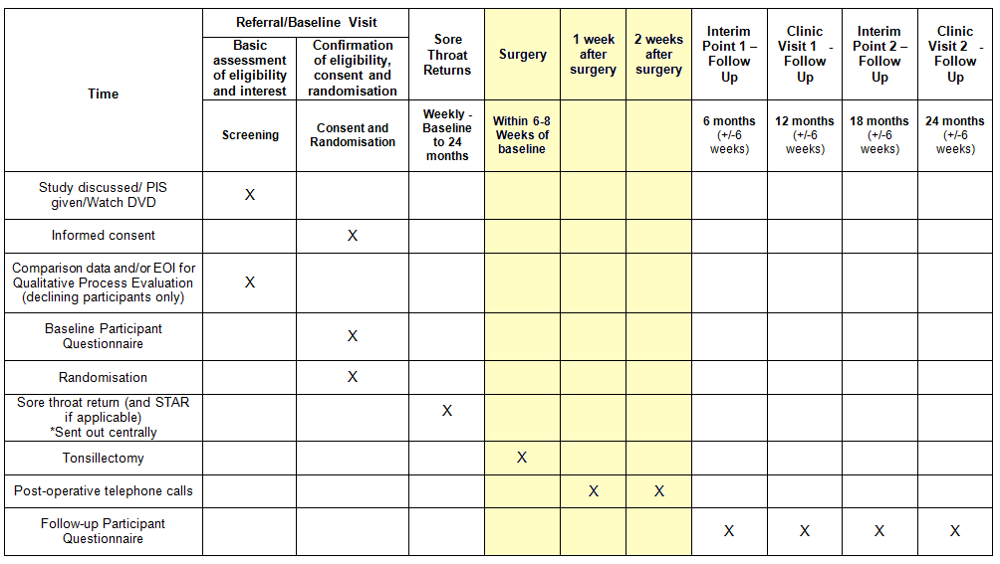 Time
Referral/Baseline Visit
Basic
assessment
of eligibility
and interest
Confirmation
of eligibility,
consent and
randomisation
Sore
Throat
Returns
Surgery
1 week
after
surgery
2 weeks
after
surgery
Interim
Point 1 –
Follow
Up
Clinic
Visit 1 -
Follow
Up
Interim
Point 2 –
Follow
Up
Clinic
Visit 2 -
Follow
Up
Screening
Consent and
Randomisation
Weekly -
Baseline
to 24
months
Within 6-8
Weeks of
baseline
6 months
(+/-6
weeks)
12 months
(+/-6
weeks)
18 months
(+/-6
weeks)
24 months
(+/-6
weeks)
Study discussed/ PIS
given/Watch DVD
X
Informed consent
X
Comparison data and/or EOI for
Qualitative Process Evaluation
(declining participants only)
X
Baseline Participant
Questionnaire
X
Randomisation
X
Sore throat return (and STAR
if applicable)
*Sent out centrally
X
Tonsillectomy
X
Post-operative telephone calls
X X
Follow-up Participant
Questionnaire
X X X X